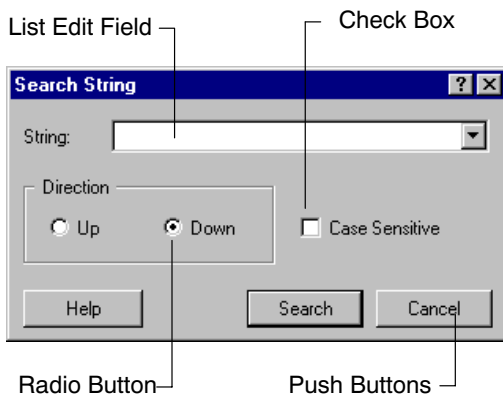 List Edit Field
Check Box
Search String
String:
Direction
Up
Down
Case Sensitive
Help
Search
Cancel
Radio Button
Push Buttons